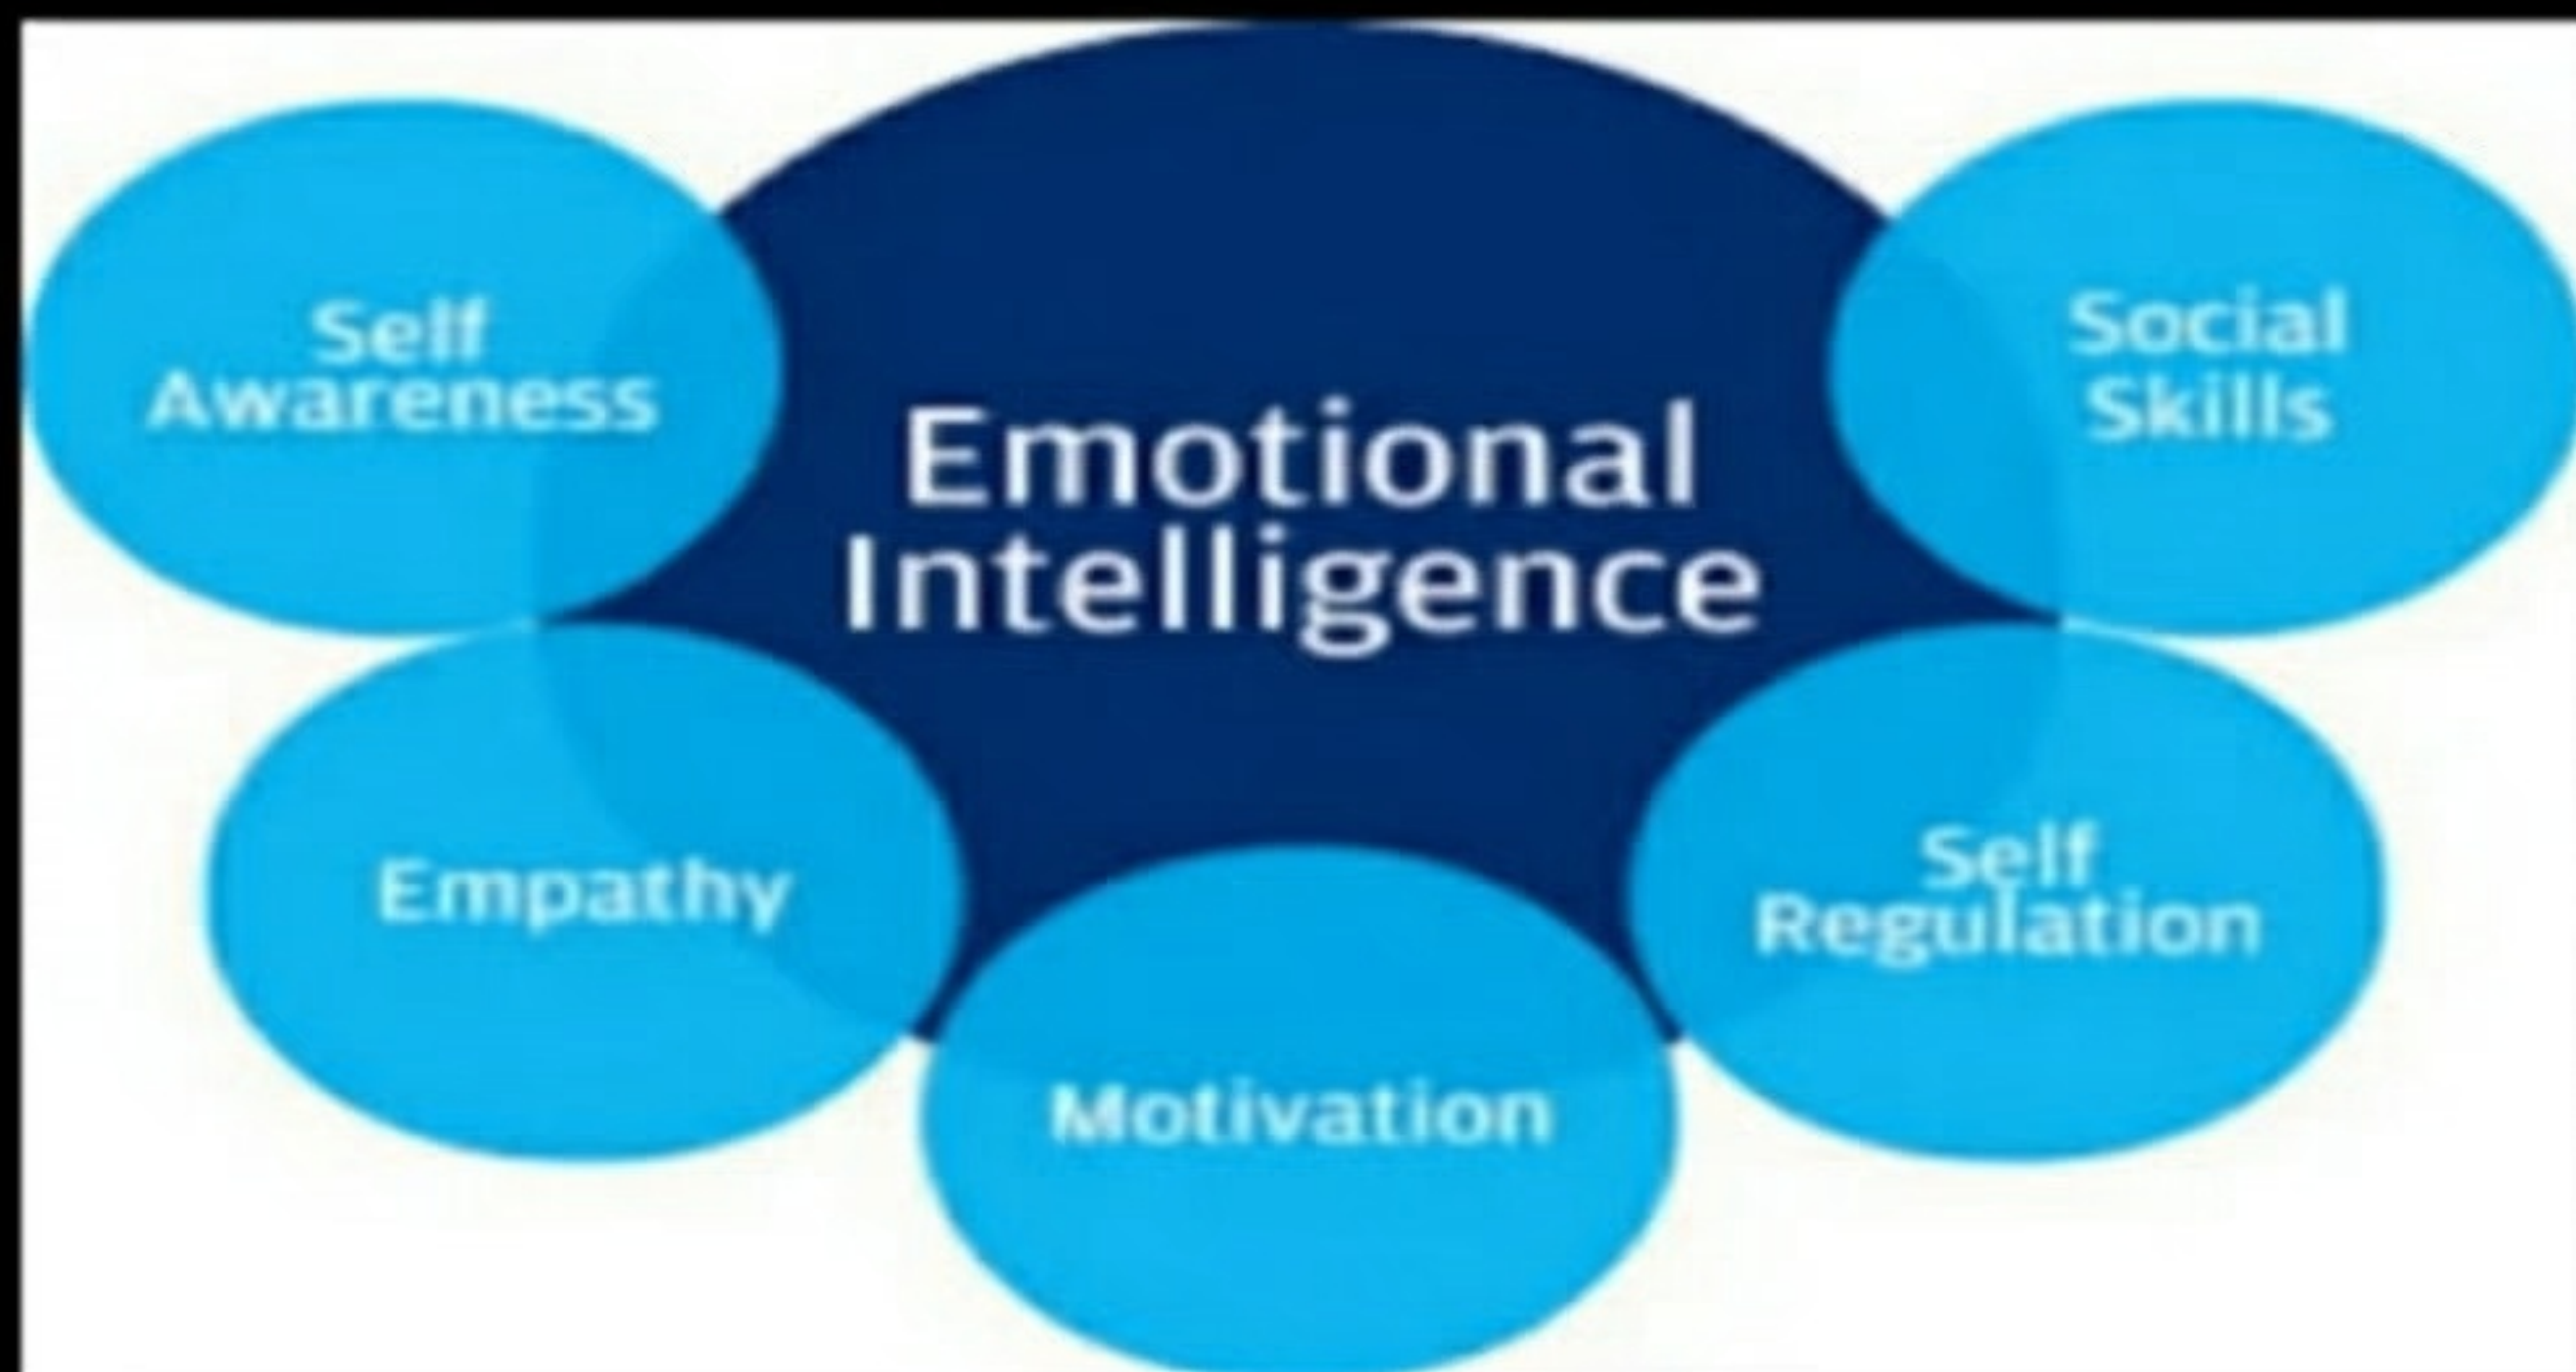 Self
Awareness
Emotional
Intelligence
Social
Skills
Empathy
Motivation
Self
Regulation